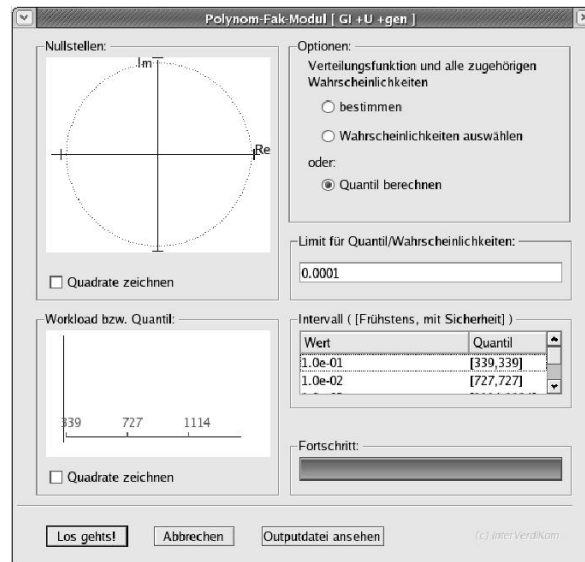 Polynom-Fak-Modul [ GI +U +gen ]
Nullstellen:
Im
Re
Quadrate zeichnen
Optionen:
Verteilungsfunktion und alle zugehörigen
Wahrscheinlichkeiten
bestimmen
Wahrscheinlichkeiten auswählen
oder:
Quantil berechnen
Limit für Quantil/Wahrscheinlichkeiten:
0.0001
Workload bzw. Quantil:
339 727 1114
Quadrate zeichnen
Intervall ( [Frühstens, mit Sicherheit] )
Wert Quantil
1.0e-01 [339,339]
1.0e-02 [727,727]
Fortschritt:
Los gehts! Abbrechen Outputdatei ansehen
(c) InterVerdiKom